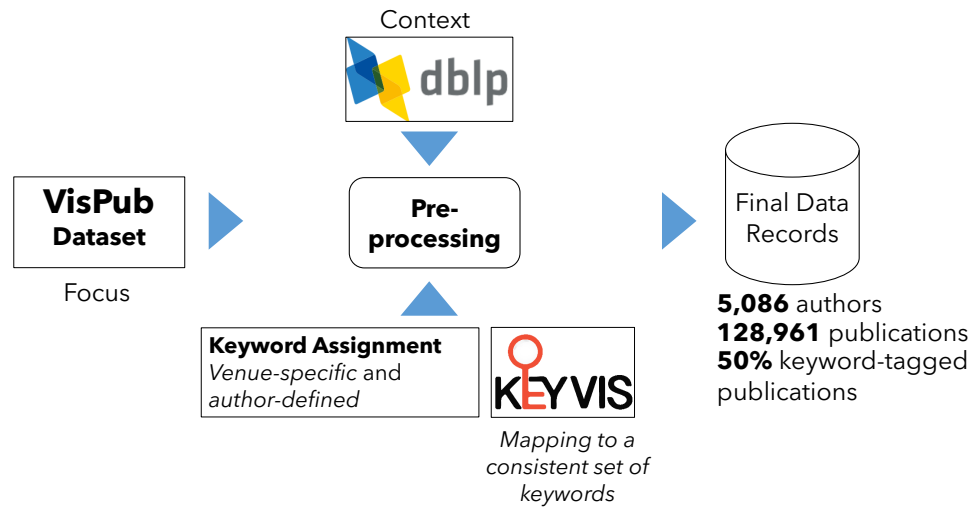 Context
dblp
VisPub
Dataset
Focus
Pre-
processing
Keyword Assignment
Venue-specific and
author-defined
KEYVIS
Mapping to a
consistent set of
keywords
Final Data
Records
5,086 authors
128,961 publications
50% keyword-tagged
publications